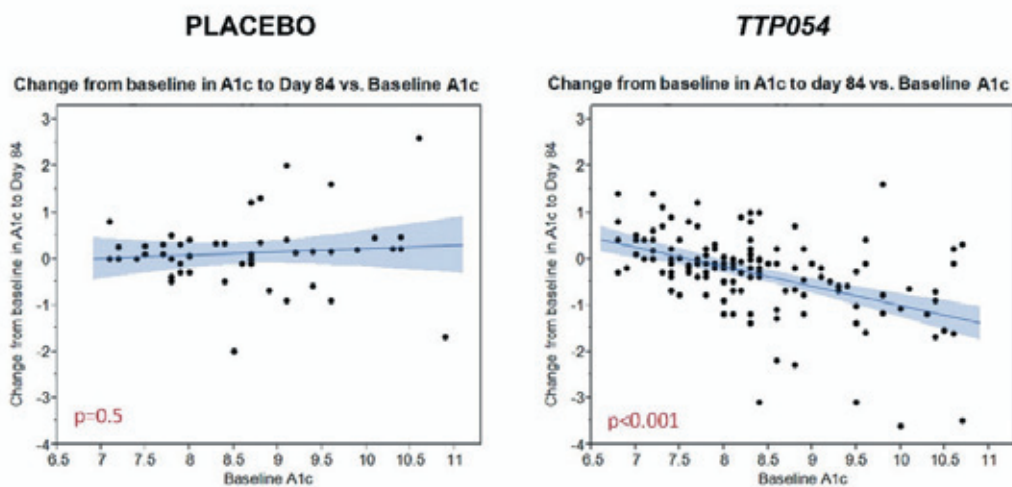 PLACEBO
Change from baseline in A1c to Day 84 vs. Baseline A1c
Change from baseline in A1c to Day 84
3
2
1
0
-1
-2
-3
-4
p=0.5
6.5 7 7.5 8 8.5 9 9.5 10 10.5 11
Baseline A1c
TTP054
Change from baseline in A1c to day 84 vs. Baseline A1c
Change from baseline in A1c to Day 84
3
2
1
0
-1
-2
-3
-4
p<0.001
6.5 7 7.5 8 8.5 9 9.5 10 10.5 11
Baseline A1c